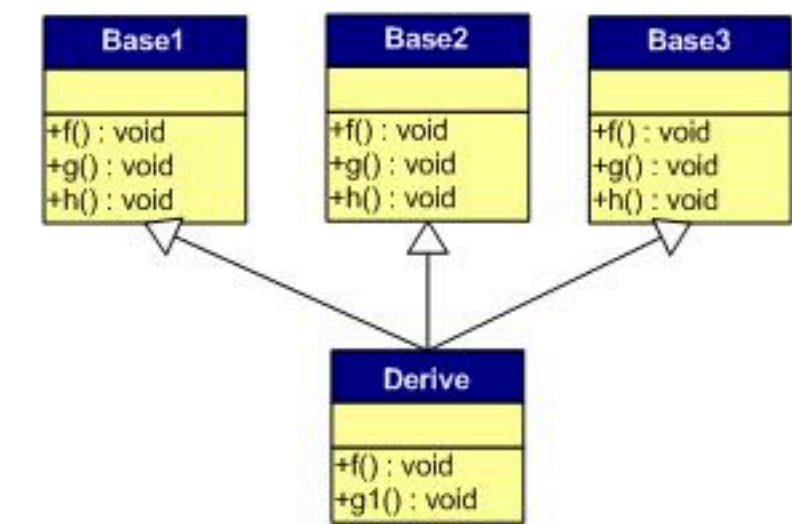 Base1
+f() : void
+g() : void
+h() : void
Base2
+f() : void
+g() : void
+h() : void
Base3
+f() : void
+g() : void
+h() : void
Derive
+f() : void
+g1() : void